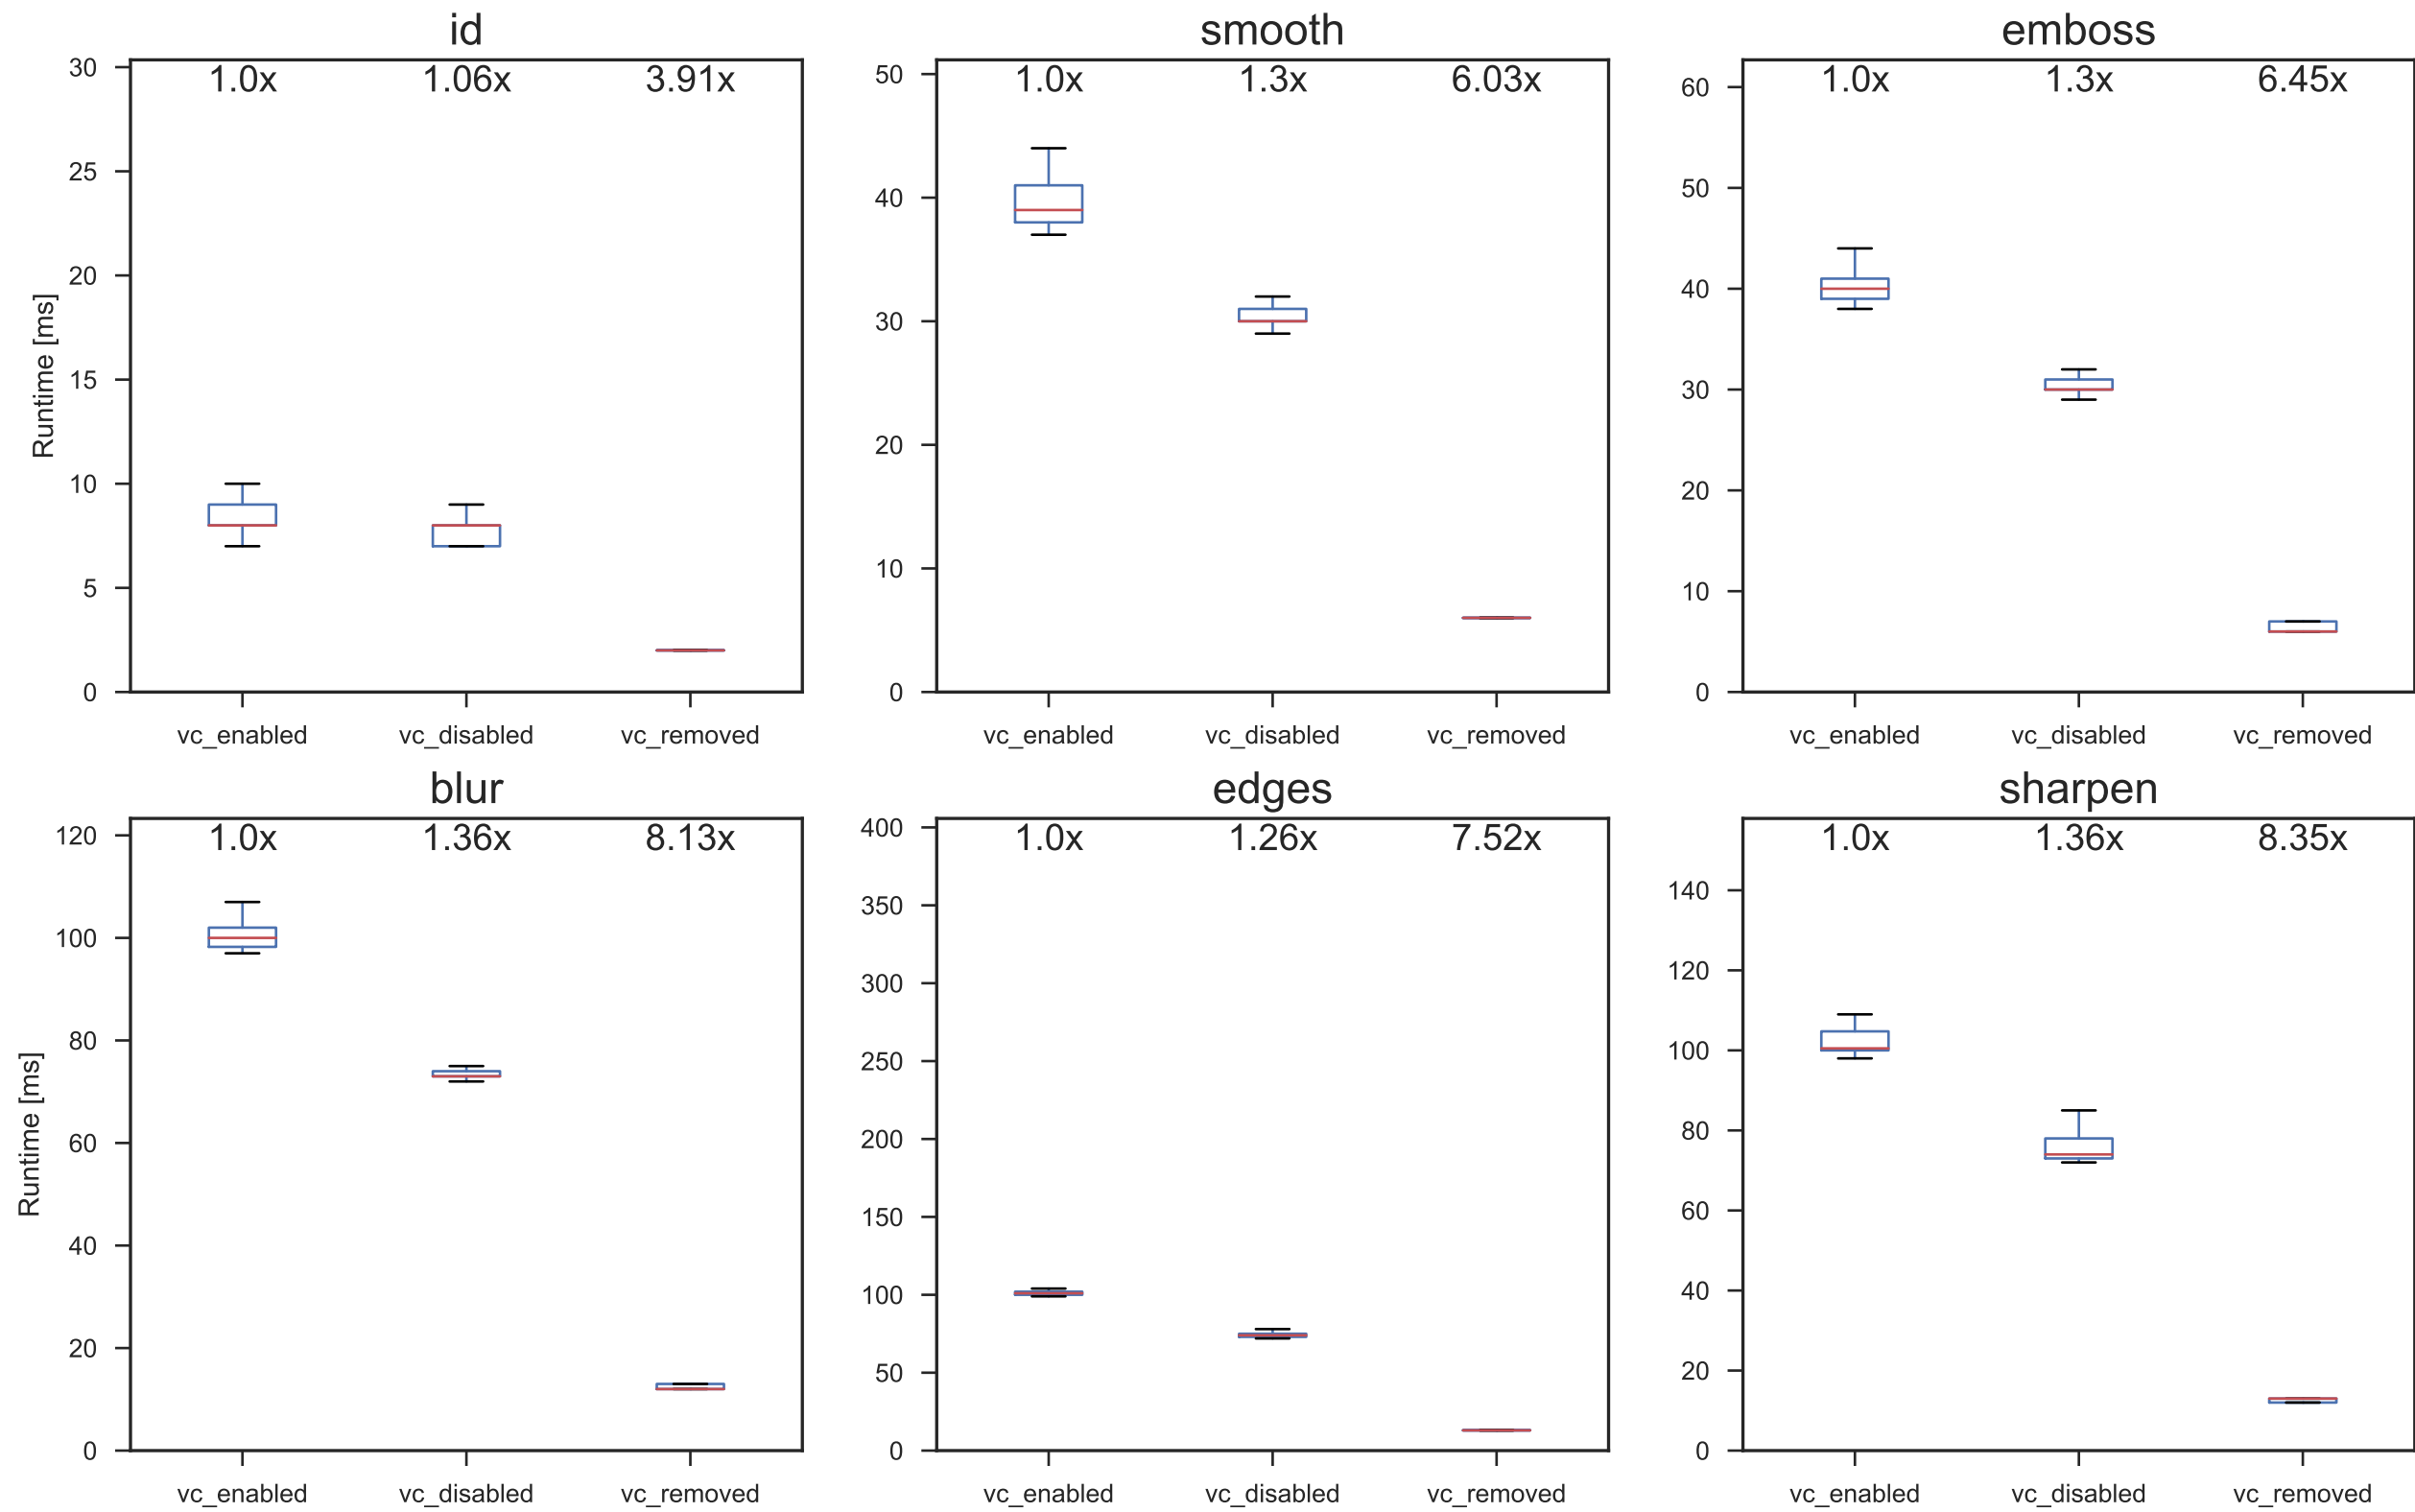 id
1.0x 1.06x 3.91x
30
25
20
15
10
5
0
Runtime [ms]
vc_enabled vc_disabled vc_removed
smooth
1.0x 1.3x 6.03x
50
40
30
20
10
0
vc_enabled vc_disabled vc_removed
emboss
1.0x 1.3x 6.45x
60
50
40
30
20
10
0
vc_enabled vc_disabled vc_removed
blur
1.0x 1.36x 8.13x
120
100
80
60
40
20
0
Runtime [ms]
vc_enabled vc_disabled vc_removed
edges
1.0x 1.26x 7.52x
400
350
300
250
200
150
100
50
0
vc_enabled vc_disabled vc_removed
sharpen
1.0x 1.36x 8.35x
140
120
100
80
60
40
20
0
vc_enabled vc_disabled vc_removed